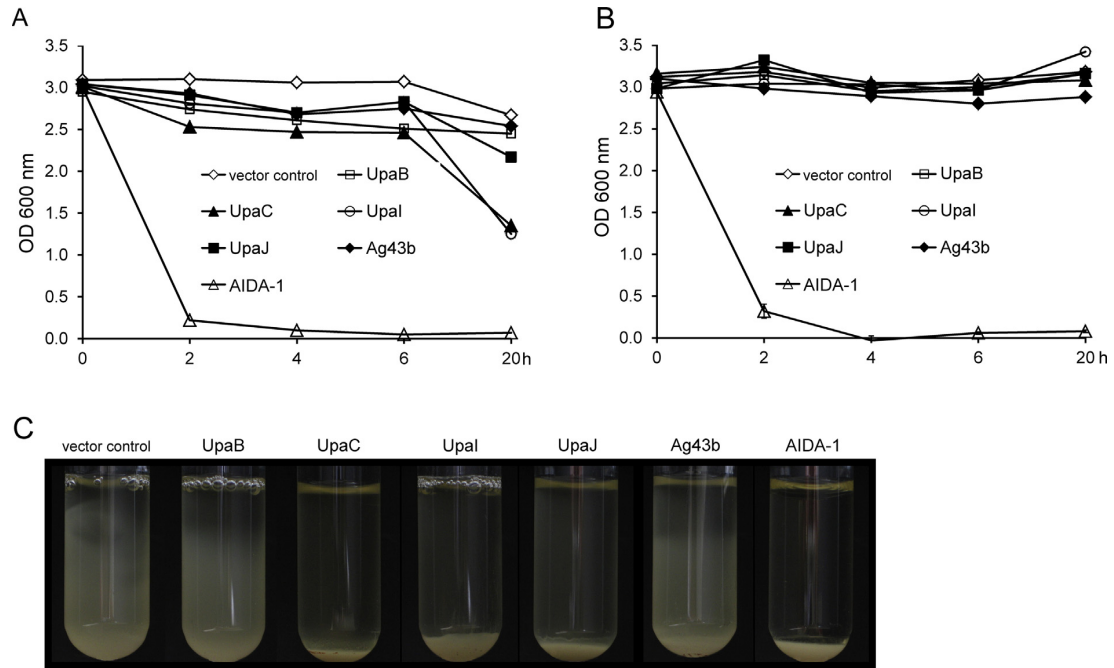 A
3.5
3.0
2.5
2.0
1.5
1.0
0.5
0.0
OD 600 nm
vector control UpaB
UpaC UpaI
UpaJ Ag43b
AIDA-1
0 2 4 6 20 h
B
3.5
3.0
2.5
2.0
1.5
1.0
0.5
0.0
OD 600 nm
vector control UpaB
UpaC UpaI
UpaJ Ag43b
AIDA-1
0 2 4 6 20 h
C
vector control UpaB UpaC UpaI UpaJ Ag43b AIDA-1